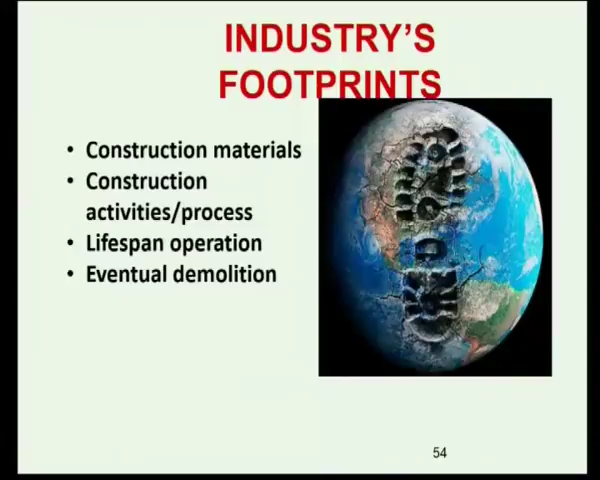 INDUSTRY'S
FOOTPRINTS
• Construction materials
• Construction
activities/process
• Lifespan operation
• Eventual demolition
54